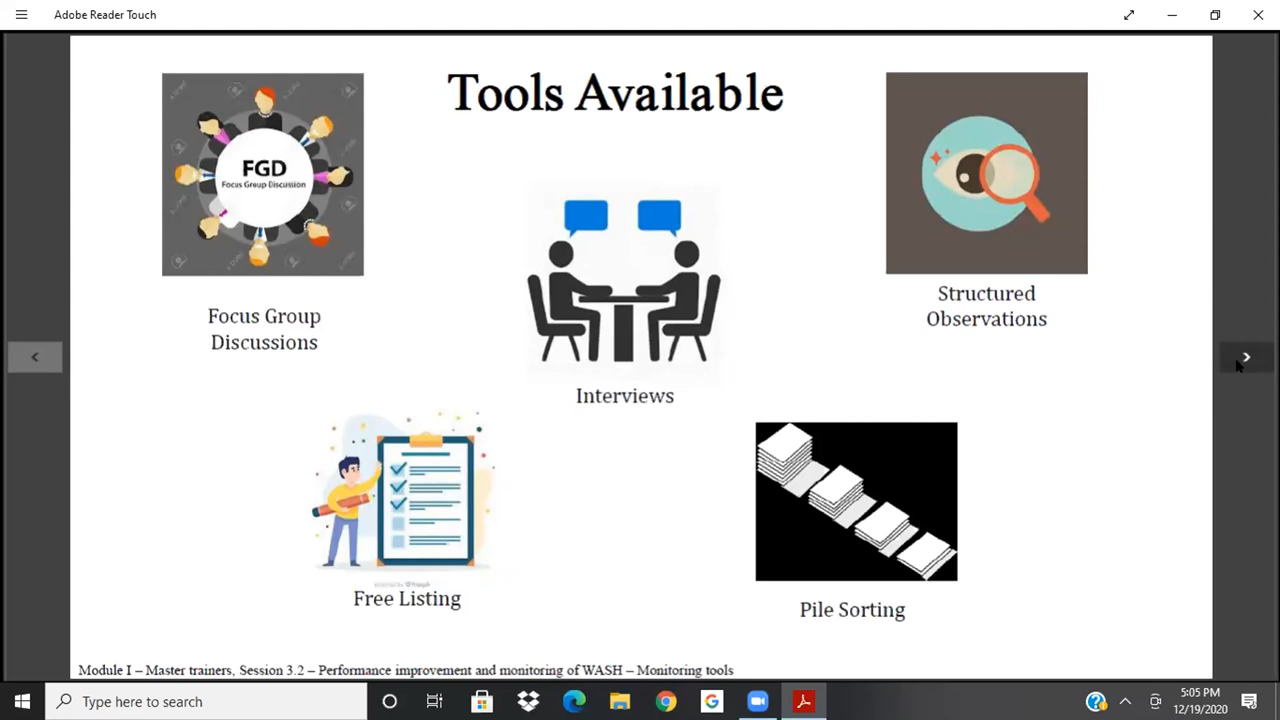 Adobe Reader Touch
Tools Available
FGD
Focus Group Discussion
Focus Group
Discussions
Interviews
Structured
Observations
Free Listing
Pile Sorting
Module I – Master trainers, Session 3.2 – Performance improvement and monitoring of WASH – Monitoring tools
Type here to search
5:05 PM
12/19/2020